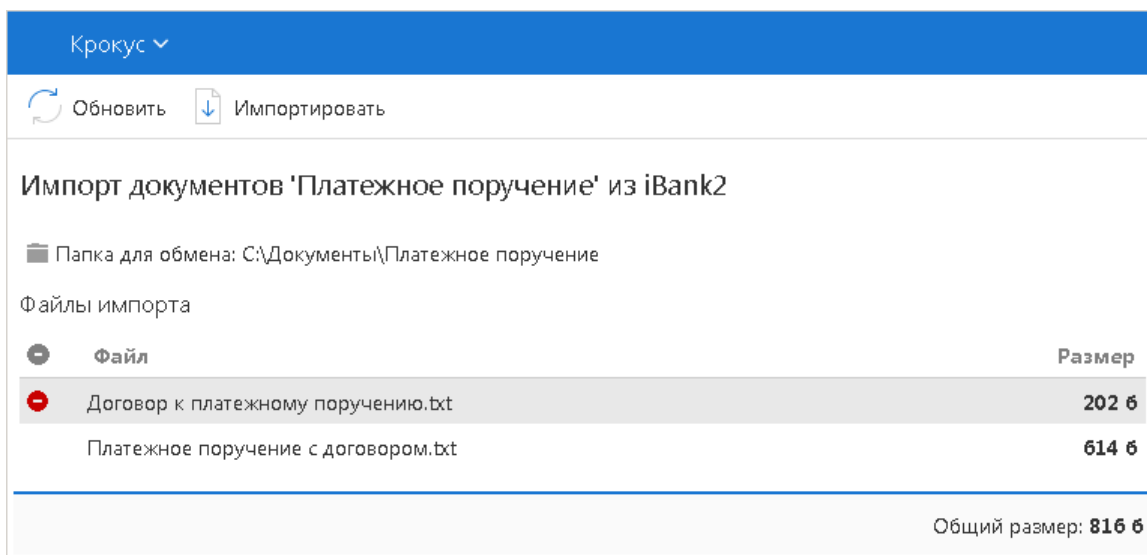 Крокус
Обновить Импортировать
Импорт документов 'Платежное поручение' из iBank2
Папка для обмена: C:\Документы\Платежное поручение
Файлы импорта
Файл Размер
Договор к платежному поручению.txt 202 б
Платежное поручение с договором.txt 614 б
Общий размер: 816 б